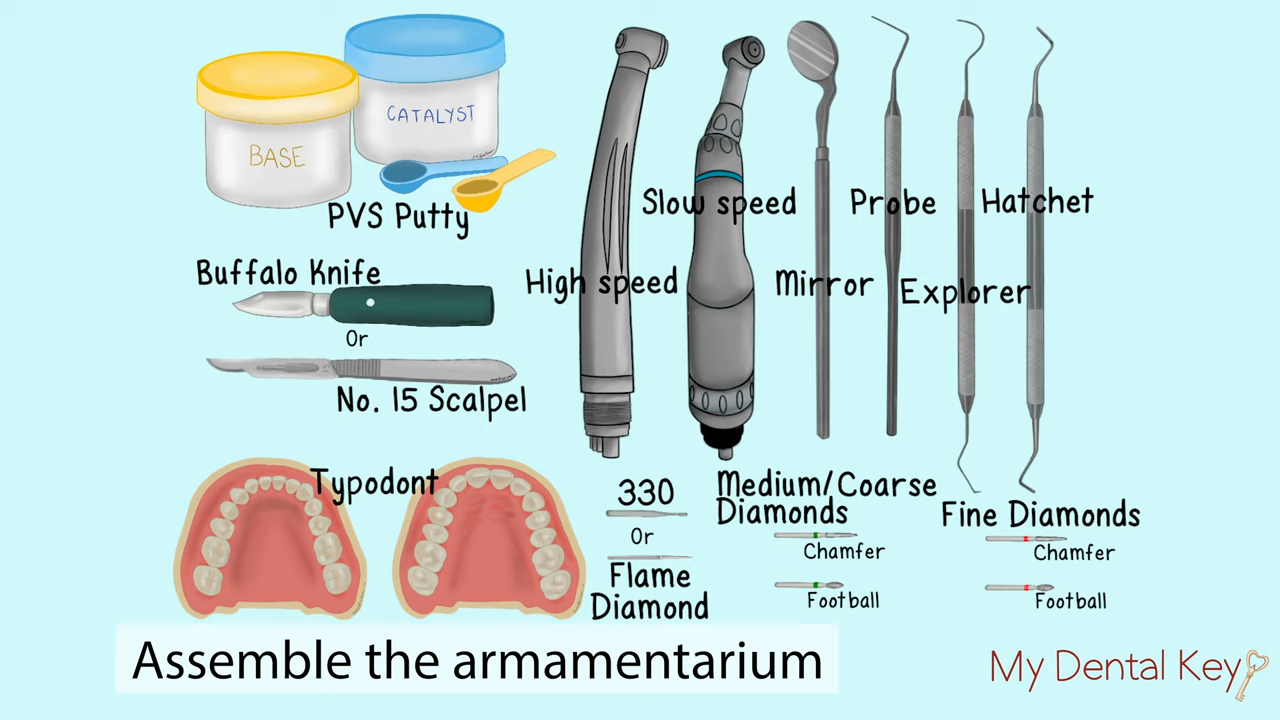 BASE
CATALYST
PVS Putty
Buffalo Knife
Or
No. 15 Scalpel
Typodont
High speed
Slow speed
Mirror
Probe
Explorer
Hatchet
330
Or
Flame
Diamond
Medium/Coarse
Diamonds
Chamfer
Football
Fine Diamonds
Chamfer
Football
Assemble the armamentarium
My Dental Key